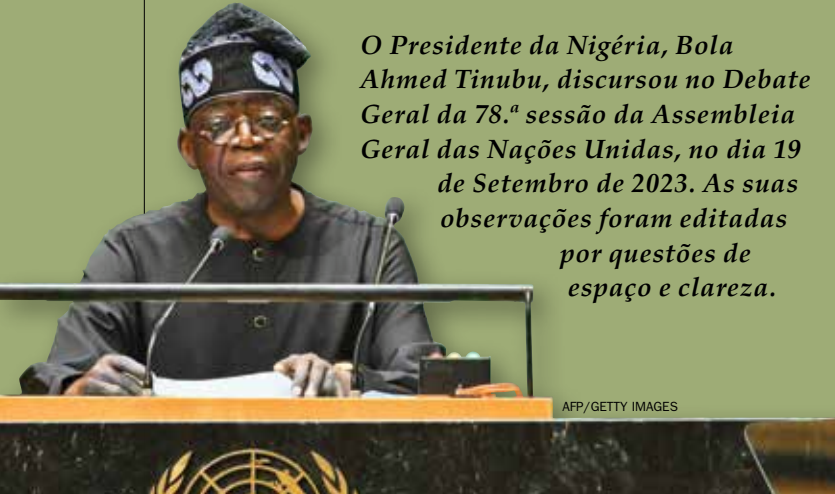 O Presidente da Nigéria, Bola
Ahmed Tinubu, discursou no Debate
Geral da 78.ª sessão da Assembleia
Geral das Nações Unidas, no dia 19
de Setembro de 2023. As suas
observações foram editadas
por questões de
espaço e clareza.
AFP/GETTY IMAGES